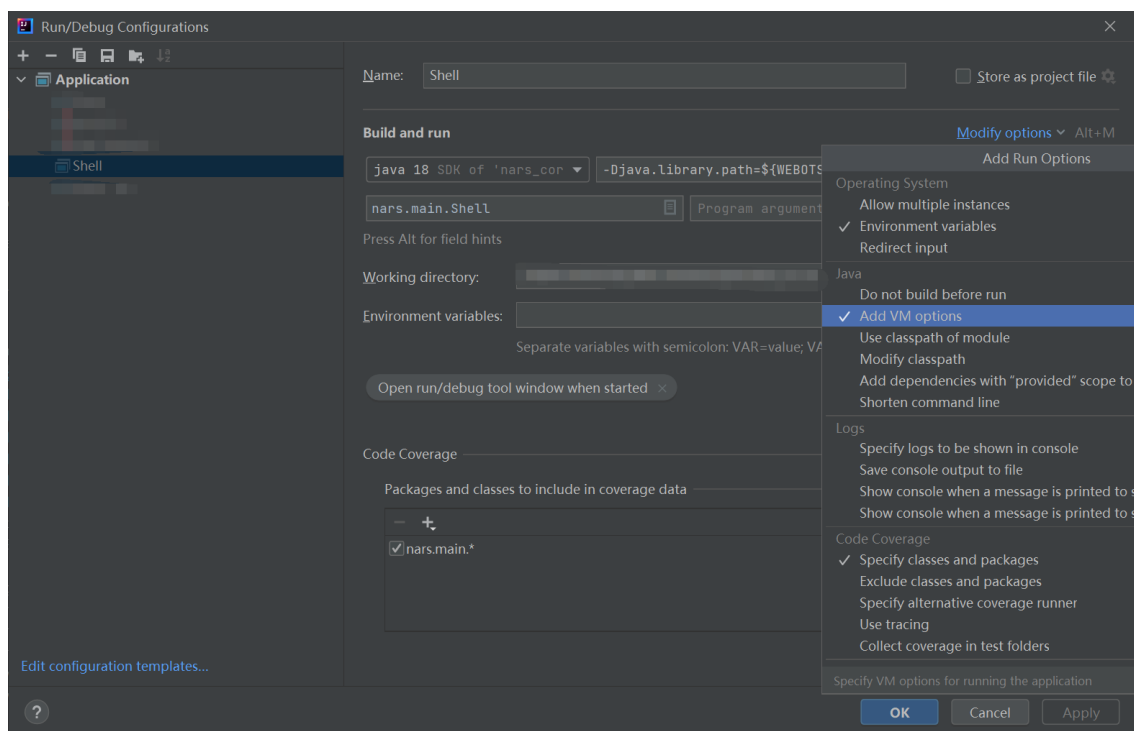 Run/Debug Configurations
Application
Shell
Edit configuration templates...
Name: Shell
Store as project file
Build and run
Modify options Alt+M
java 18 SDK of 'nars_cor
-Djava.library.path=${WEBOTS
nars.main.Shell
Program argument
Press Alt for field hints
Working directory:
Environment variables:
Separate variables with semicolon: VAR=value; VA
Open run/debug tool window when started
Code Coverage
Packages and classes to include in coverage data
nars.main.*
Add Run Options
Operating System
Allow multiple instances
Environment variables
Redirect input
Java
Do not build before run
Add VM options
Use classpath of module
Modify classpath
Add dependencies with “provided” scope to
Shorten command line
Logs
Specify logs to be shown in console
Save console output to file
Show console when a message is printed to s
Show console when a message is printed to s
Code Coverage
Specify classes and packages
Exclude classes and packages
Specify alternative coverage runner
Use tracing
Collect coverage in test folders
Specify VM options for running the application
?
OK
Cancel
Apply